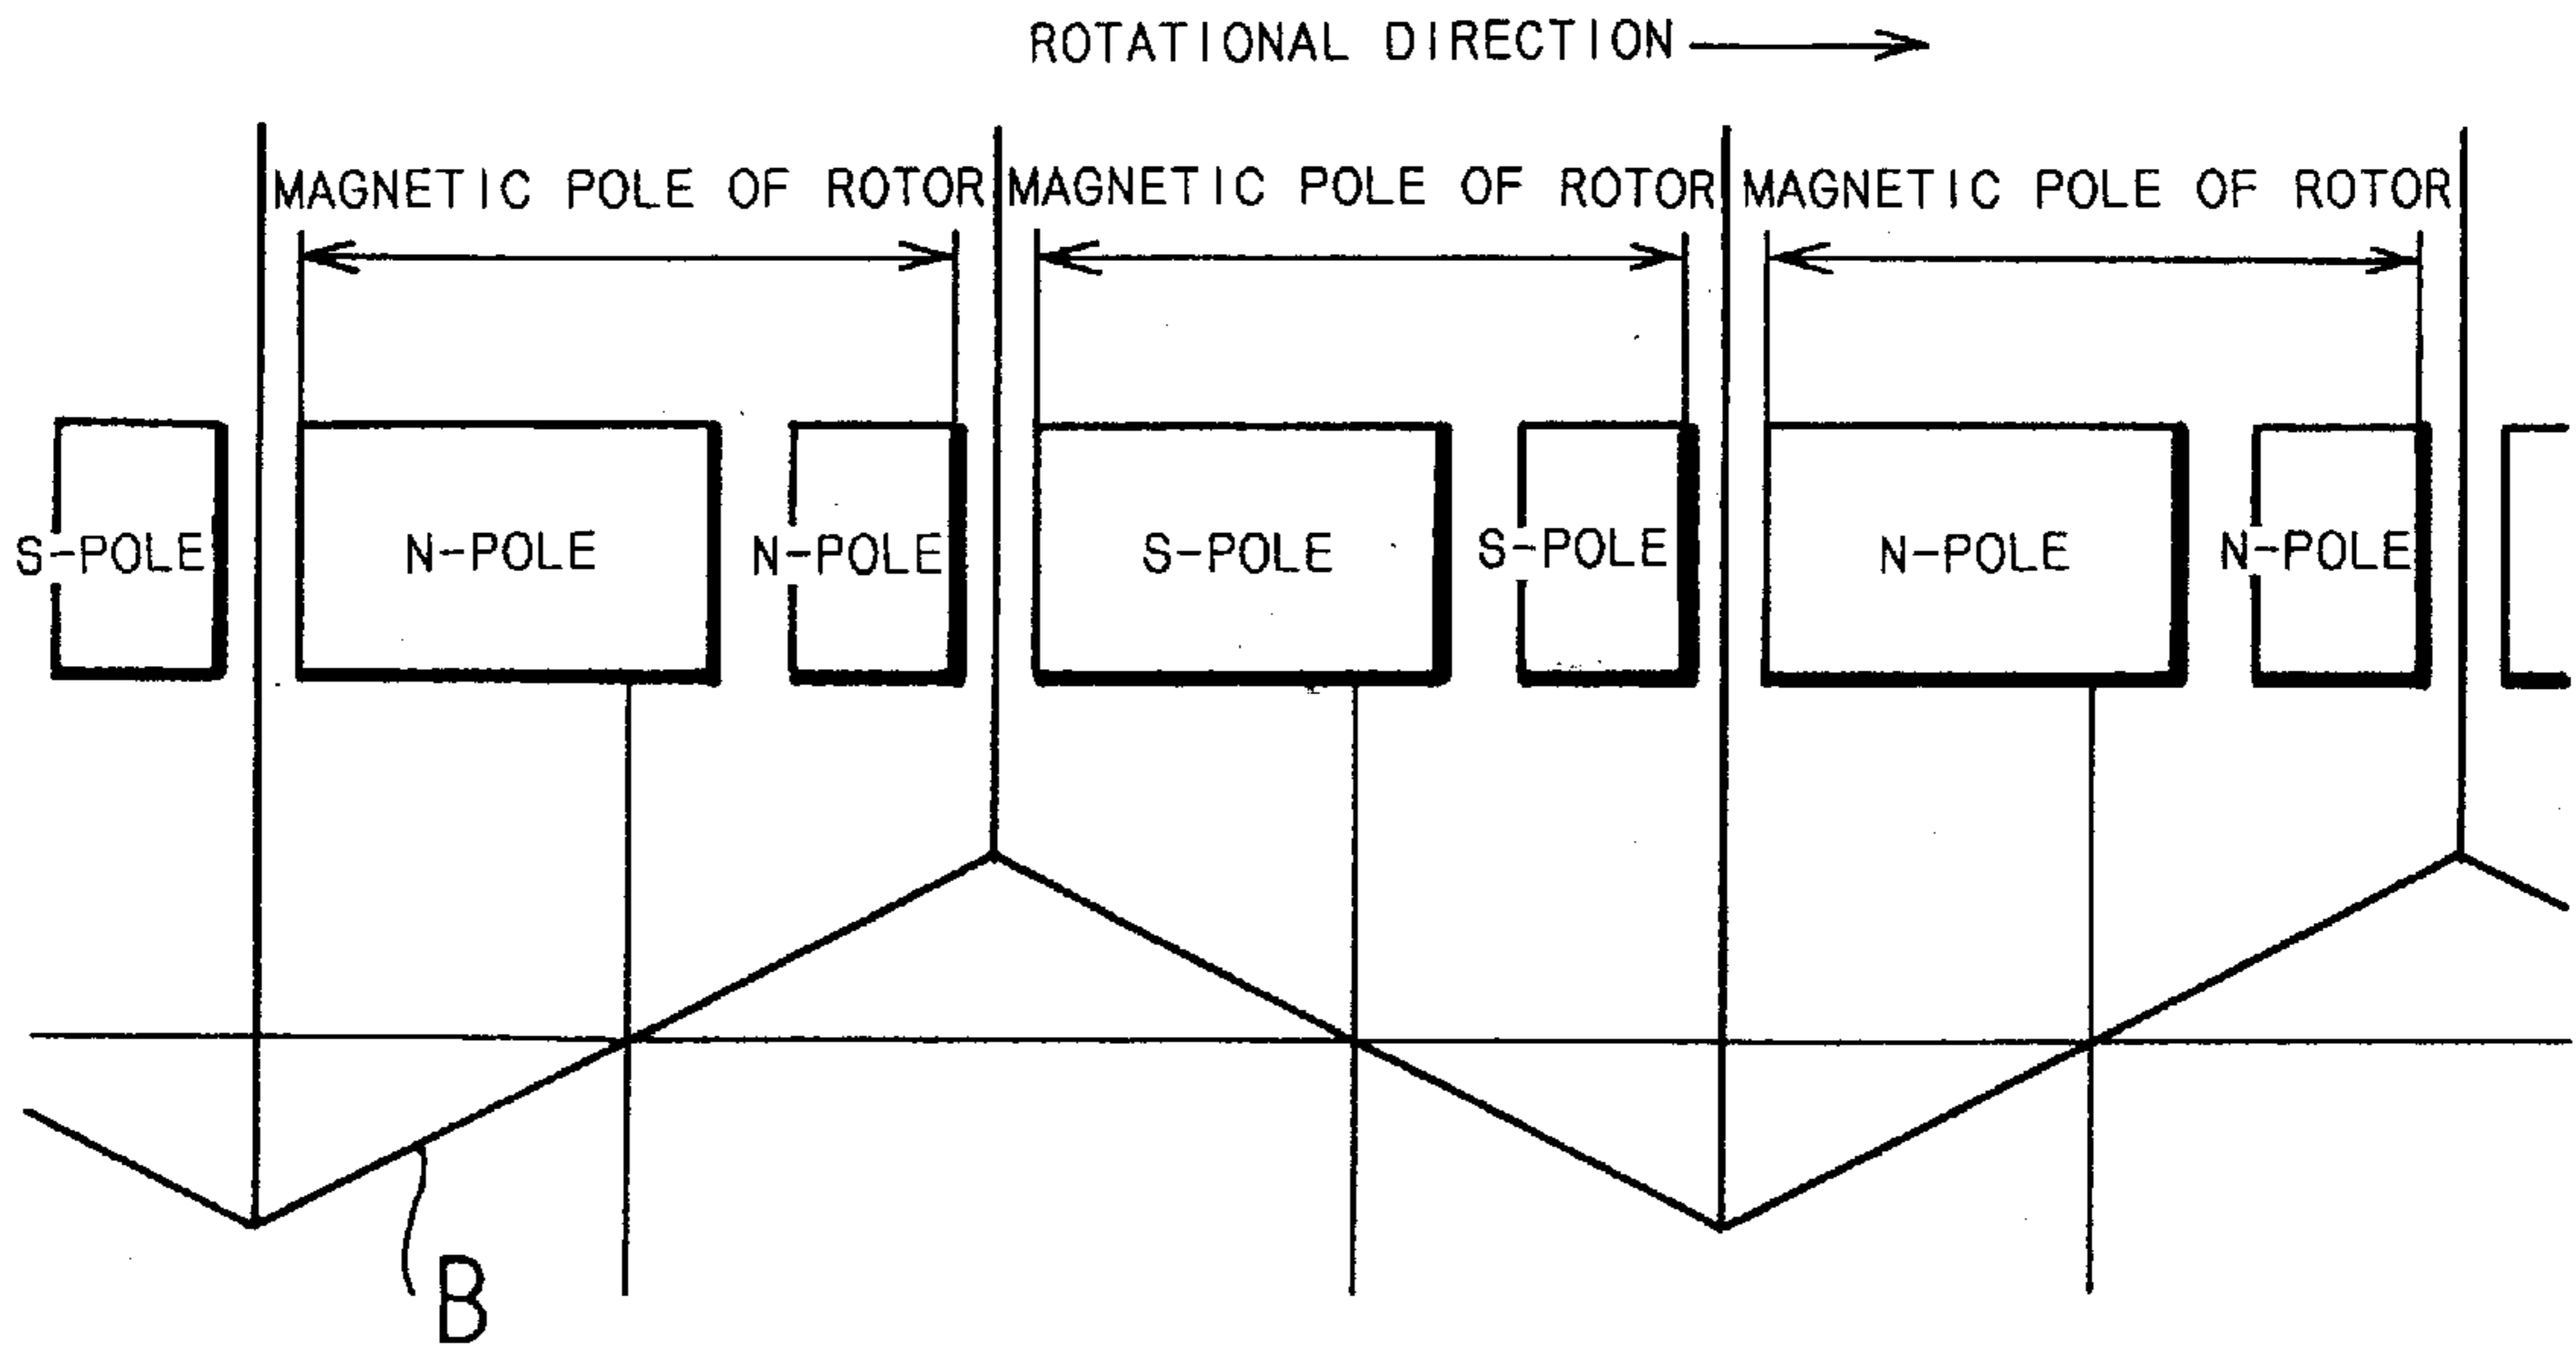 ROTATIONAL DIRECTION
MAGNETIC POLE OF ROTOR MAGNETIC POLE OF ROTOR MAGNETIC POLE OF ROTOR
S-POLE N-POLE N-POLE S-POLE S-POLE N-POLE N-POLE
B